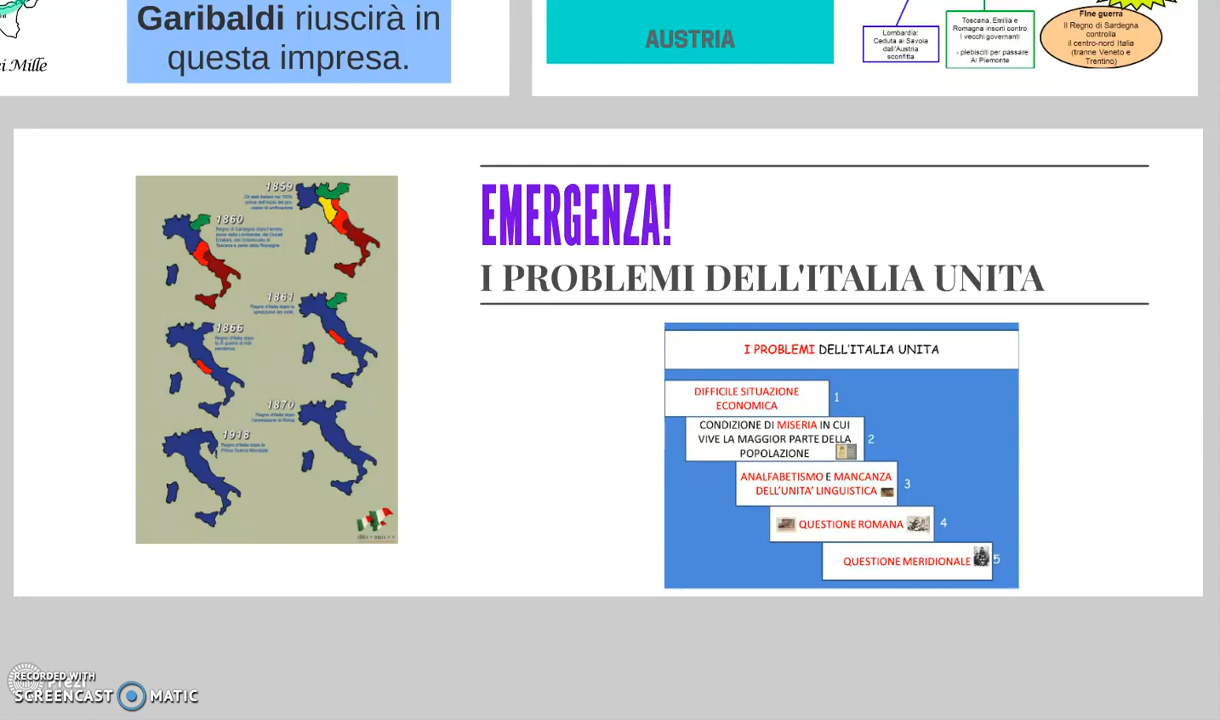 Garibaldi riuscirà in
questa impresa.
ei Mille
AUSTRIA
Lombardia:
Ceduta ai Savoia
dall'Austria
sconfitta
Toscana, Emilia e
Romagna insorti contro
I vecchi governanti
- plebisciti per passare
Al Piemonte
Fine guerra
Il Regno di Sardegna
controlla
il centro-nord Italia
(tranne Veneto e
Trentino)
1859
1860
1861
1866
1870
1918
EMERGENZA!
I PROBLEMI DELL'ITALIA UNITA
I PROBLEMI DELL'ITALIA UNITA
DIFFICILE SITUAZIONE
ECONOMICA
1
CONDIZIONE DI MISERIA IN CUI
VIVE LA MAGGIOR PARTE DELLA
POPOLAZIONE
2
ANALFABETISMO E MANCANZA
DELL'UNITA' LINGUISTICA
3
QUESTIONE ROMANA
4
QUESTIONE MERIDIONALE
5
RECORDED WITH
SCREENCAST MATIC